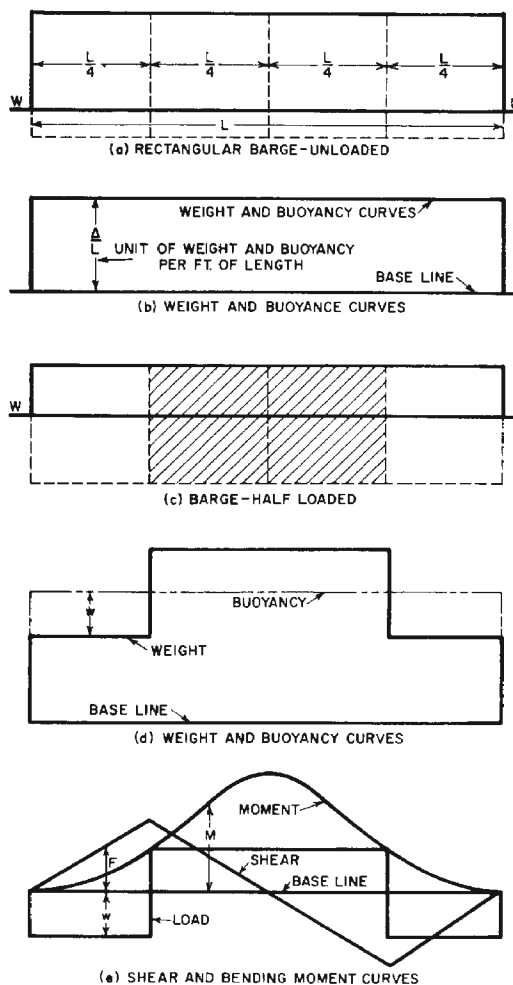 L/4 L/4 L/4 L/4
W
L
(a) RECTANGULAR BARGE-UNLOADED
WEIGHT AND BUOYANCY CURVES
Δ/L UNIT OF WEIGHT AND BUOYANCY
PER FT. OF LENGTH
BASE LINE
(b) WEIGHT AND BUOYANCE CURVES
W
(c) BARGE-HALF LOADED
BUOYANCY
W
WEIGHT
BASE LINE
(d) WEIGHT AND BUOYANCY CURVES
MOMENT
M
F
SHEAR
BASE LINE
W
LOAD
(e) SHEAR AND BENDING MOMENT CURVES